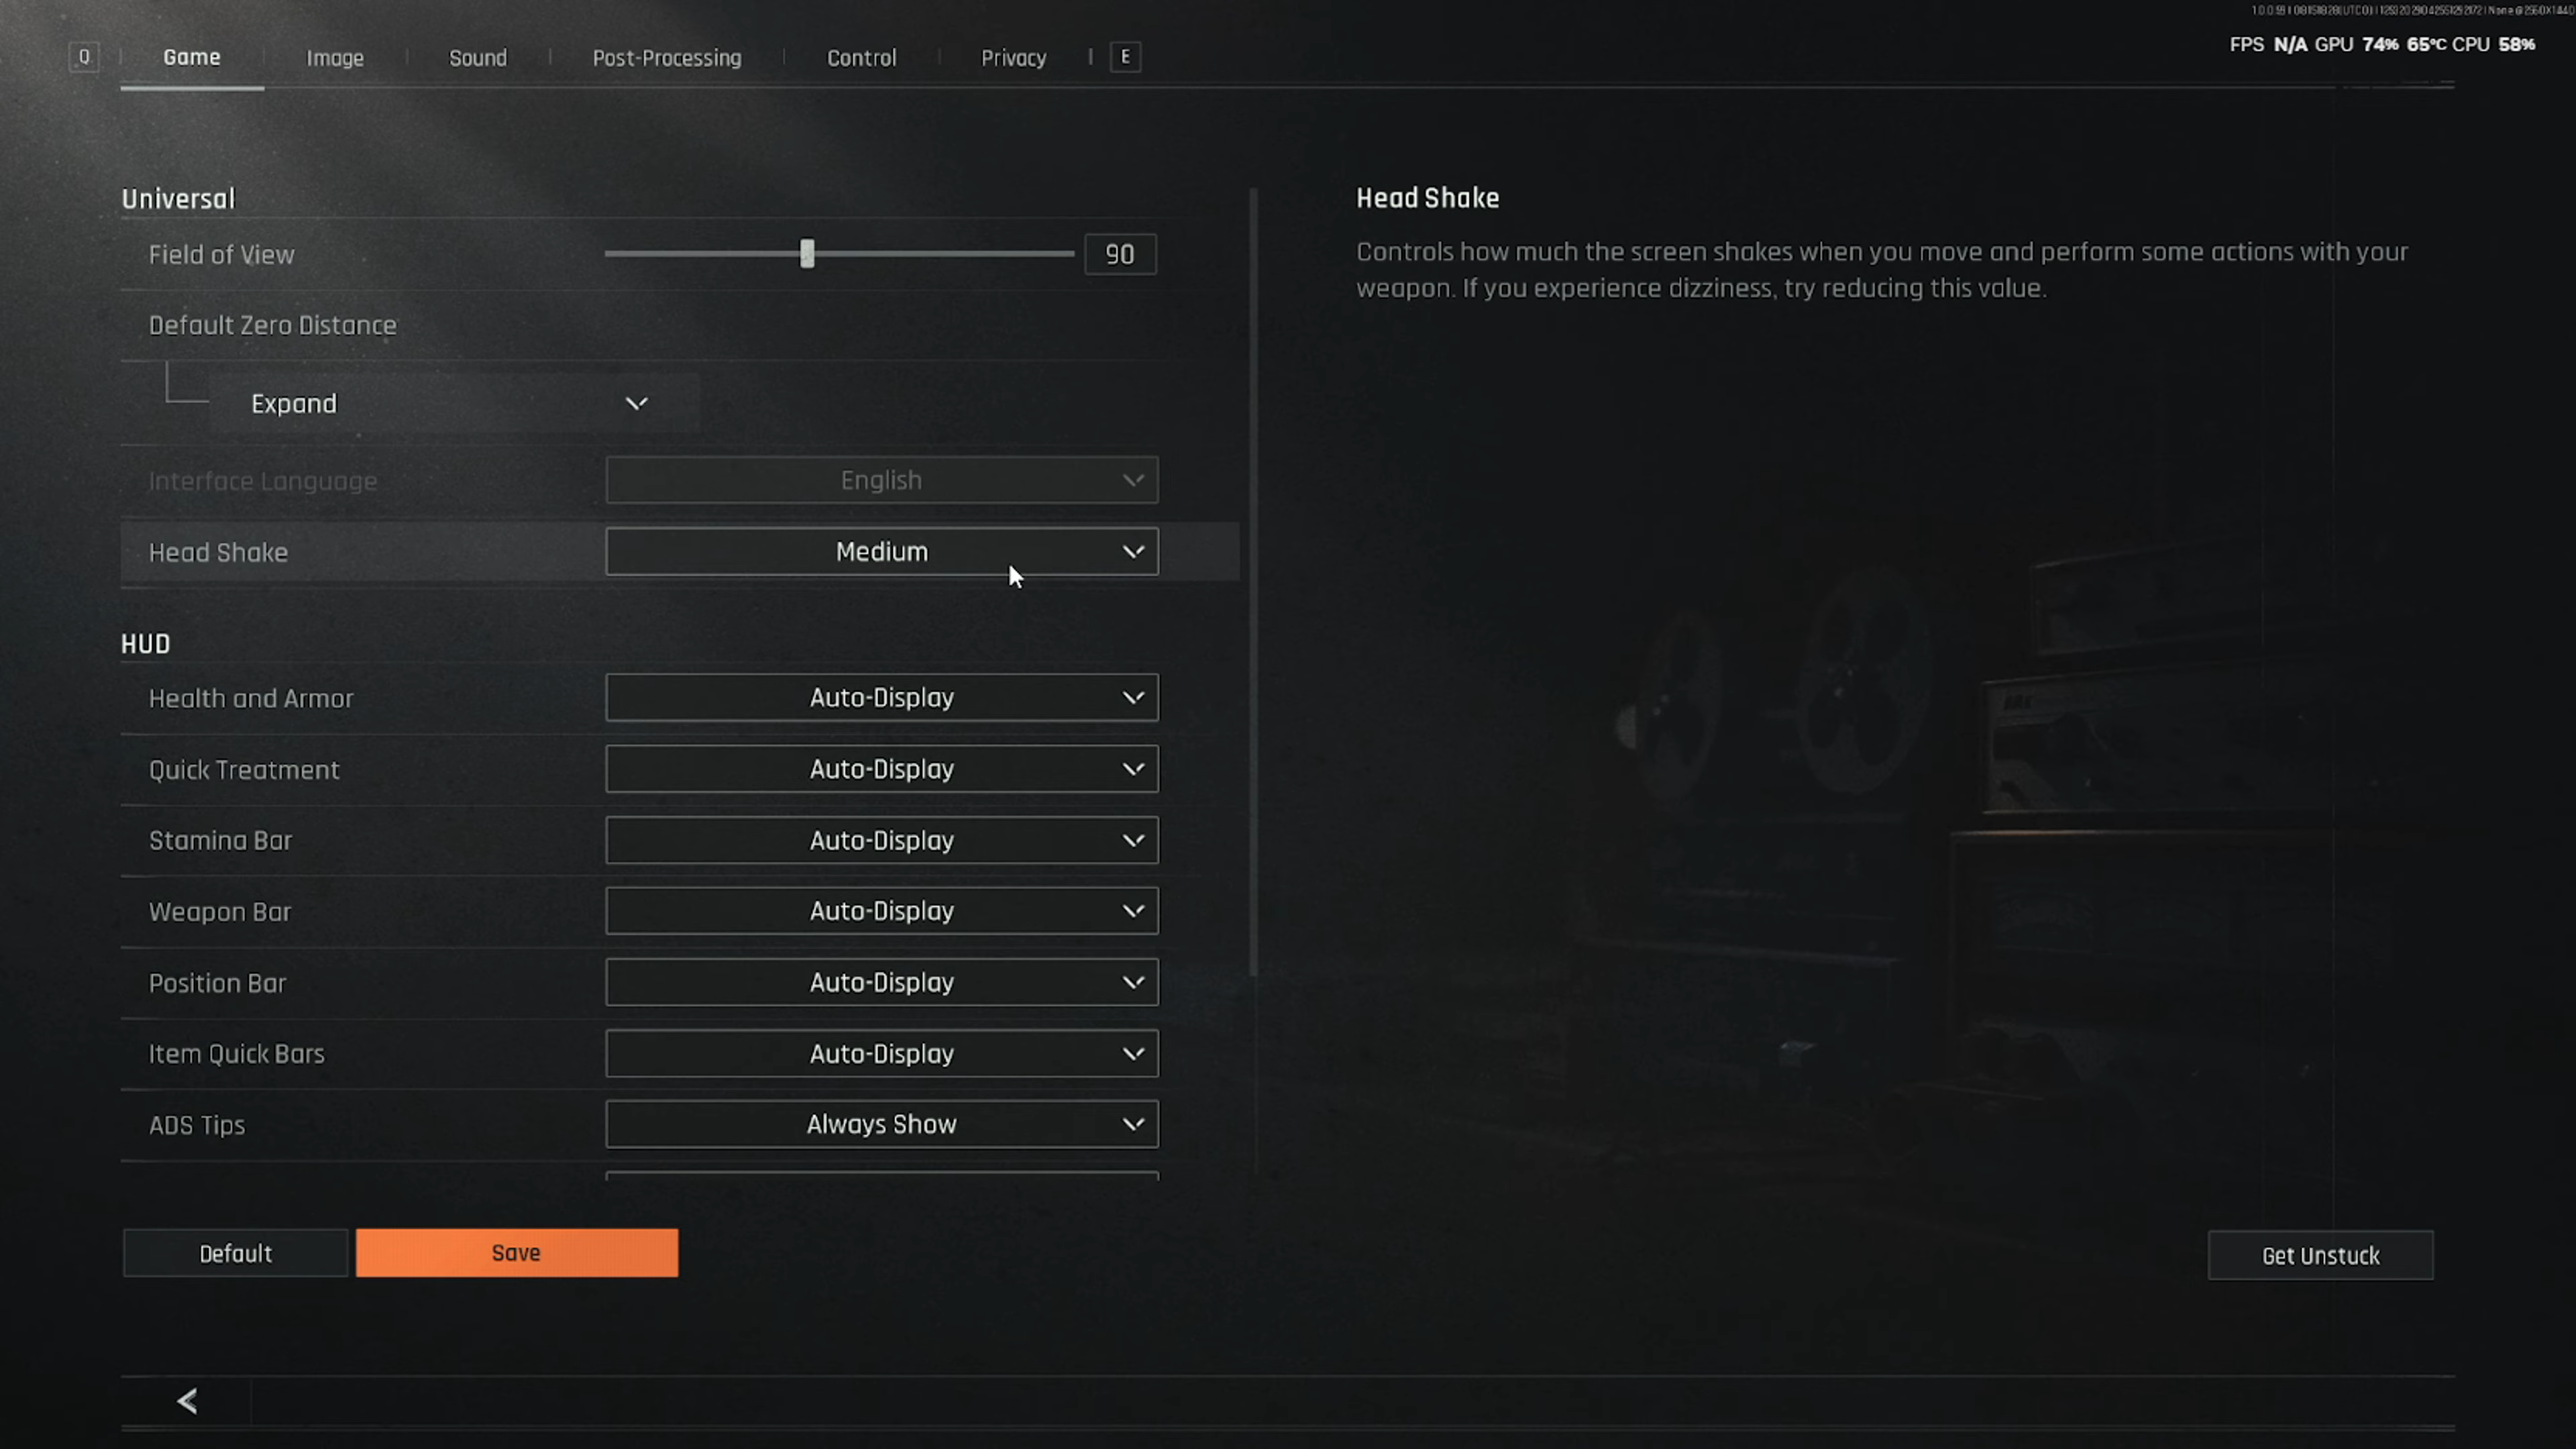 FPS N/A GPU 74% 65°C CPU 58%
Q Game Image Sound Post-Processing Control Privacy E
Universal
Field of View 90
Default Zero Distance
Expand
Interface Language English
Head Shake Medium
HUD
Health and Armor Auto-Display
Quick Treatment Auto-Display
Stamina Bar Auto-Display
Weapon Bar Auto-Display
Position Bar Auto-Display
Item Quick Bars Auto-Display
ADS Tips Always Show
Default Save
Head Shake
Controls how much the screen shakes when you move and perform some actions with your
weapon. If you experience dizziness, try reducing this value.
Get Unstuck